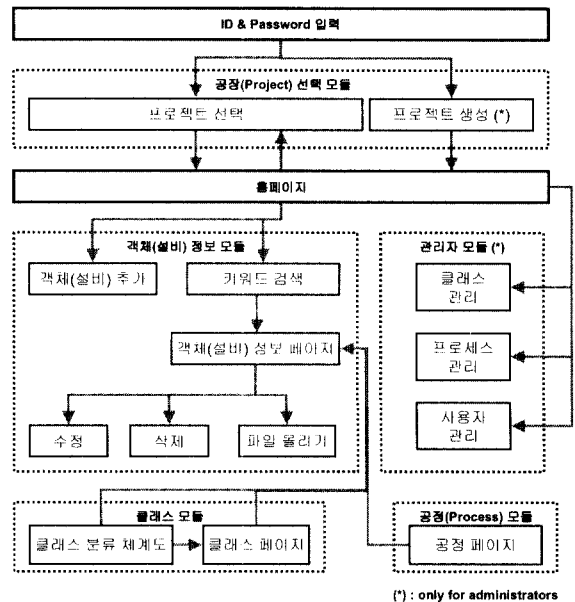 ID & Password 입력
공장(Project) 선택 모듈
프로젝트 선택
프로젝트 생성 (*)
홈페이지
객체(설비) 정보 모듈
관리자 모듈 (*)
객체(설비) 추가
키워드 검색
클래스
관리
객체(설비) 정보 페이지
프로세스
관리
수정
삭제
파일 올리기
사용자
관리
클래스 모듈
공정(Process) 모듈
클래스 분류 체계도
클래스 페이지
공정 페이지
(*) : only for administrators